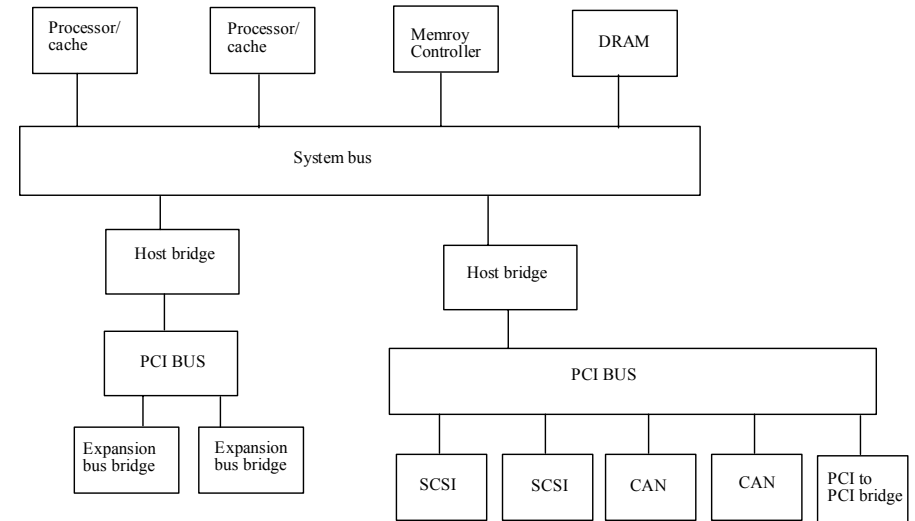 Processor/
cache
Processor/
cache
Memroy
Controller
DRAM
System bus
Host bridge
Host bridge
PCI BUS
PCI BUS
Expansion
bus bridge
Expansion
bus bridge
SCSI
SCSI
CAN
CAN
PCI to
PCI bridge